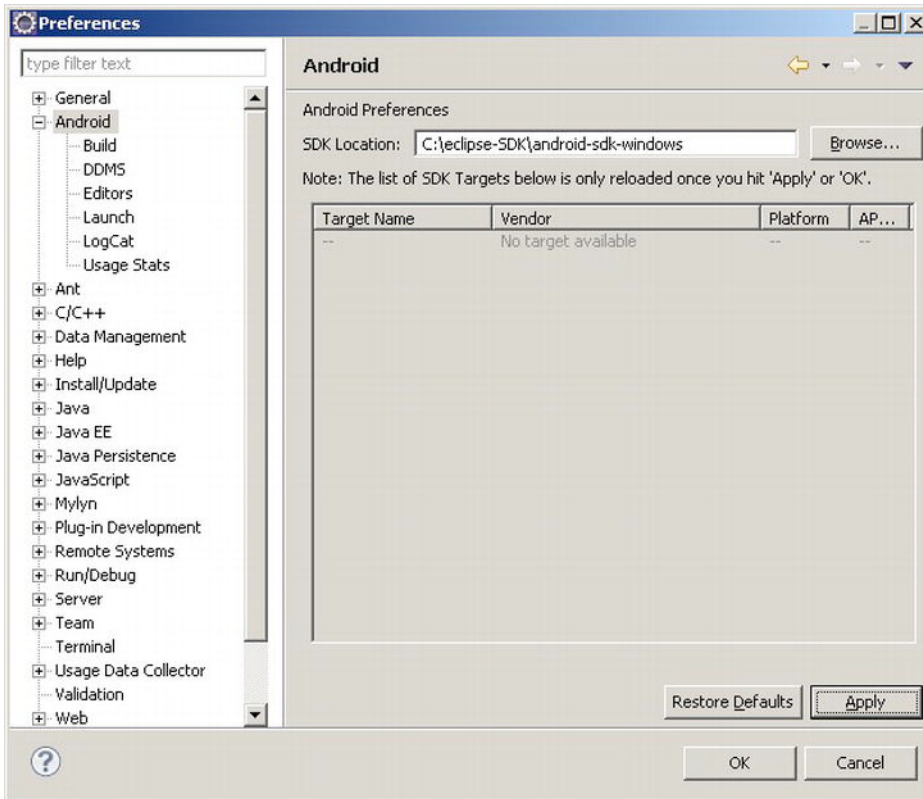 Preferences
type filter text
General
Android
Build
DDMS
Editors
Launch
LogCat
Usage Stats
Ant
C/C++
Data Management
Help
Install/Update
Java
Java EE
Java Persistence
JavaScript
Mylyn
Plug-in Development
Remote Systems
Run/Debug
Server
Team
Terminal
Usage Data Collector
Validation
Web
Android
Android Preferences
SDK Location: C:\eclipse-SDK\android-sdk-windows Browse...
Note: The list of SDK Targets below is only reloaded once you hit 'Apply' or 'OK'.
Target Name Vendor Platform AP...
-- No target available -- --
Restore Defaults Apply
? OK Cancel